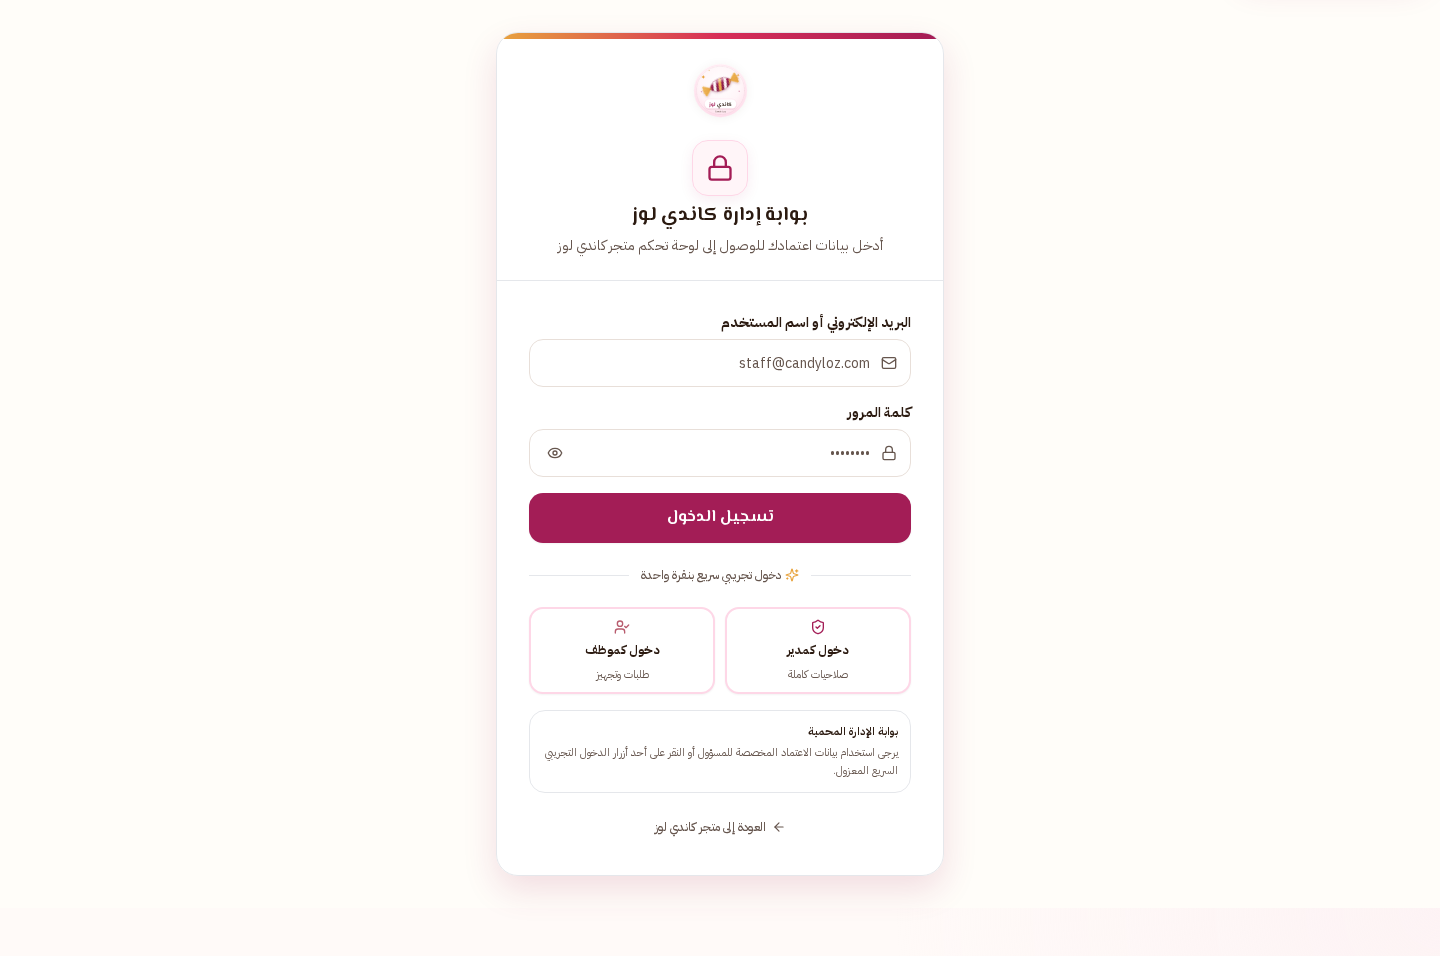 كاندي لوز
بوابة إدارة كاندي لوز
أدخل بيانات اعتمادك للوصول إلى لوحة تحكم متجر كاندي لوز
البريد الإلكتروني أو اسم المستخدم
staff@candyloz.com
كلمة المرور
••••••••
تسجيل الدخول
دخول تجريبي سريع بنقرة واحدة
دخول كمدير
صلاحيات كاملة
دخول كموظف
طلبات وتجهيز
بوابة الإدارة المحمية
يرجى استخدام بيانات الاعتماد المخصصة للمسؤول أو النقر على أحد أزرار الدخول التجريبي
السريع المعزول.
العودة إلى متجر كاندي لوز